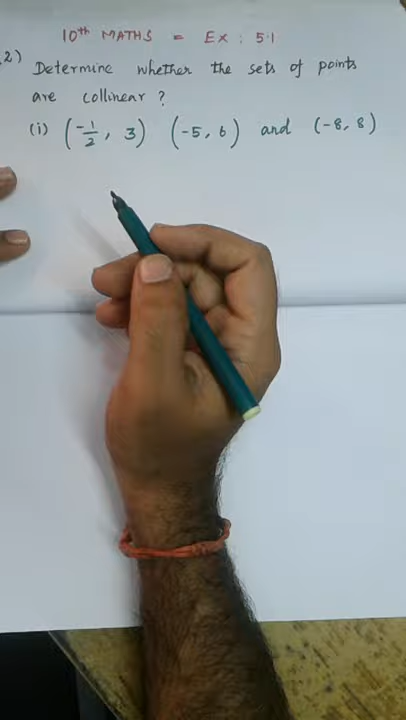 10th MATHS = EX : 5.1
2) Determine whether the sets of points
are collinear ?
(i) (-1/2, 3) (-5, 6) and (-8, 8)